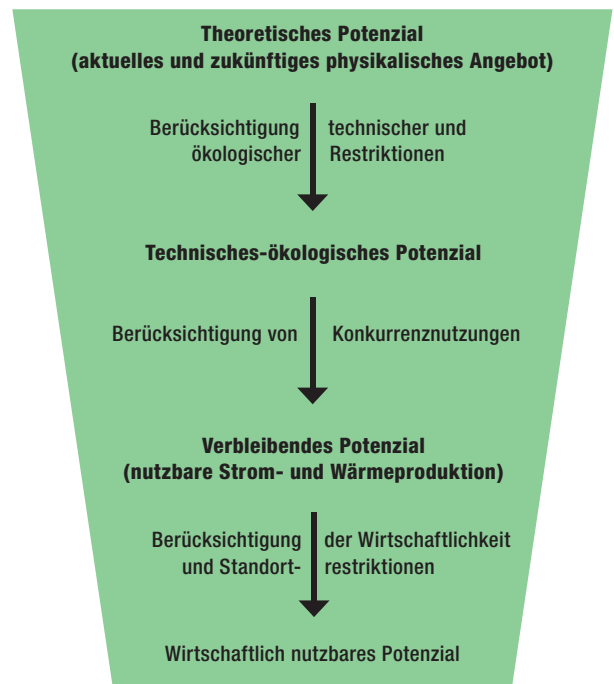 Theoretisches Potenzial
(aktuelles und zukünftiges physikalisches Angebot)
Berücksichtigung technischer und
ökologischer Restriktionen
Technisches-ökologisches Potenzial
Berücksichtigung von Konkurrenznutzungen
Verbleibendes Potenzial
(nutzbare Strom- und Wärmeproduktion)
Berücksichtigung der Wirtschaftlichkeit
und Standort- restriktionen
Wirtschaftlich nutzbares Potenzial